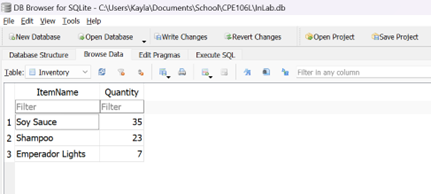 DB Browser for SQLite - C:\Users\Kayla\Documents\School\CPE106L\InLab.db
File Edit View Tools Help
New Database Open Database Write Changes Revert Changes Open Project Save Project
Database Structure Browse Data Edit Pragmas Execute SQL
Table: Inventory Filter in any column
ItemName Quantity
Filter Filter
1 Soy Sauce 35
2 Shampoo 23
3 Emperador Lights 7